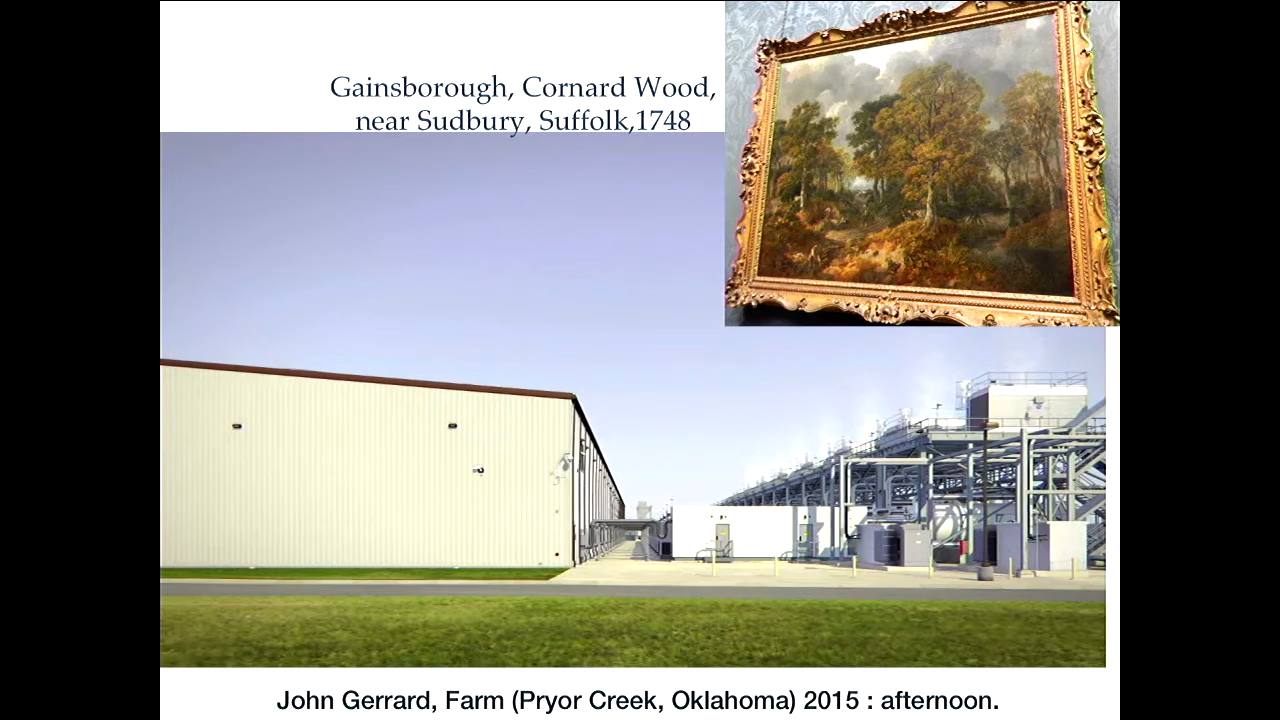 Gainsborough, Cornard Wood,
near Sudbury, Suffolk,1748
John Gerrard, Farm (Pryor Creek, Oklahoma) 2015 : afternoon.